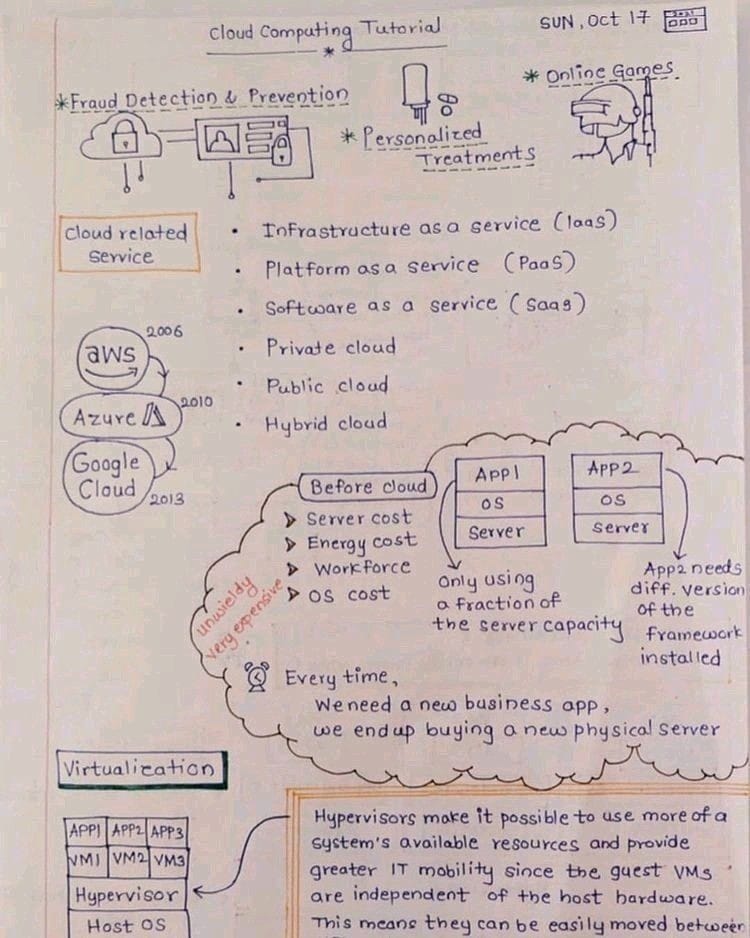 Cloud Computing Tutorial
SUN, Oct 17
2021
* Fraud Detection & Prevention
* Personalized
Treatments
* Online Games
Cloud related
service
• Infrastructure as a service (IaaS)
• Platform as a service (PaaS)
• Software as a service (SaaS)
• Private cloud
• Public cloud
• Hybrid cloud
aws
2006
Azure
2010
Google
Cloud
2013
Before cloud
➤ Server cost
➤ Energy cost
➤ Workforce
➤ OS cost
unwieldy
very expensive
APP1
OS
Server
APP2
OS
Server
Only using
a fraction of
the server capacity
App2 needs
diff. version
of the
framework
installed
Every time,
We need a new business app,
we end up buying a new physical server
Virtualization
APP1 APP2 APP3
VM1 VM2 VM3
Hypervisor
Host OS
Hypervisors make it possible to use more of a
system's available resources and provide
greater IT mobility since the guest VMs
are independent of the host hardware.
This means they can be easily moved between